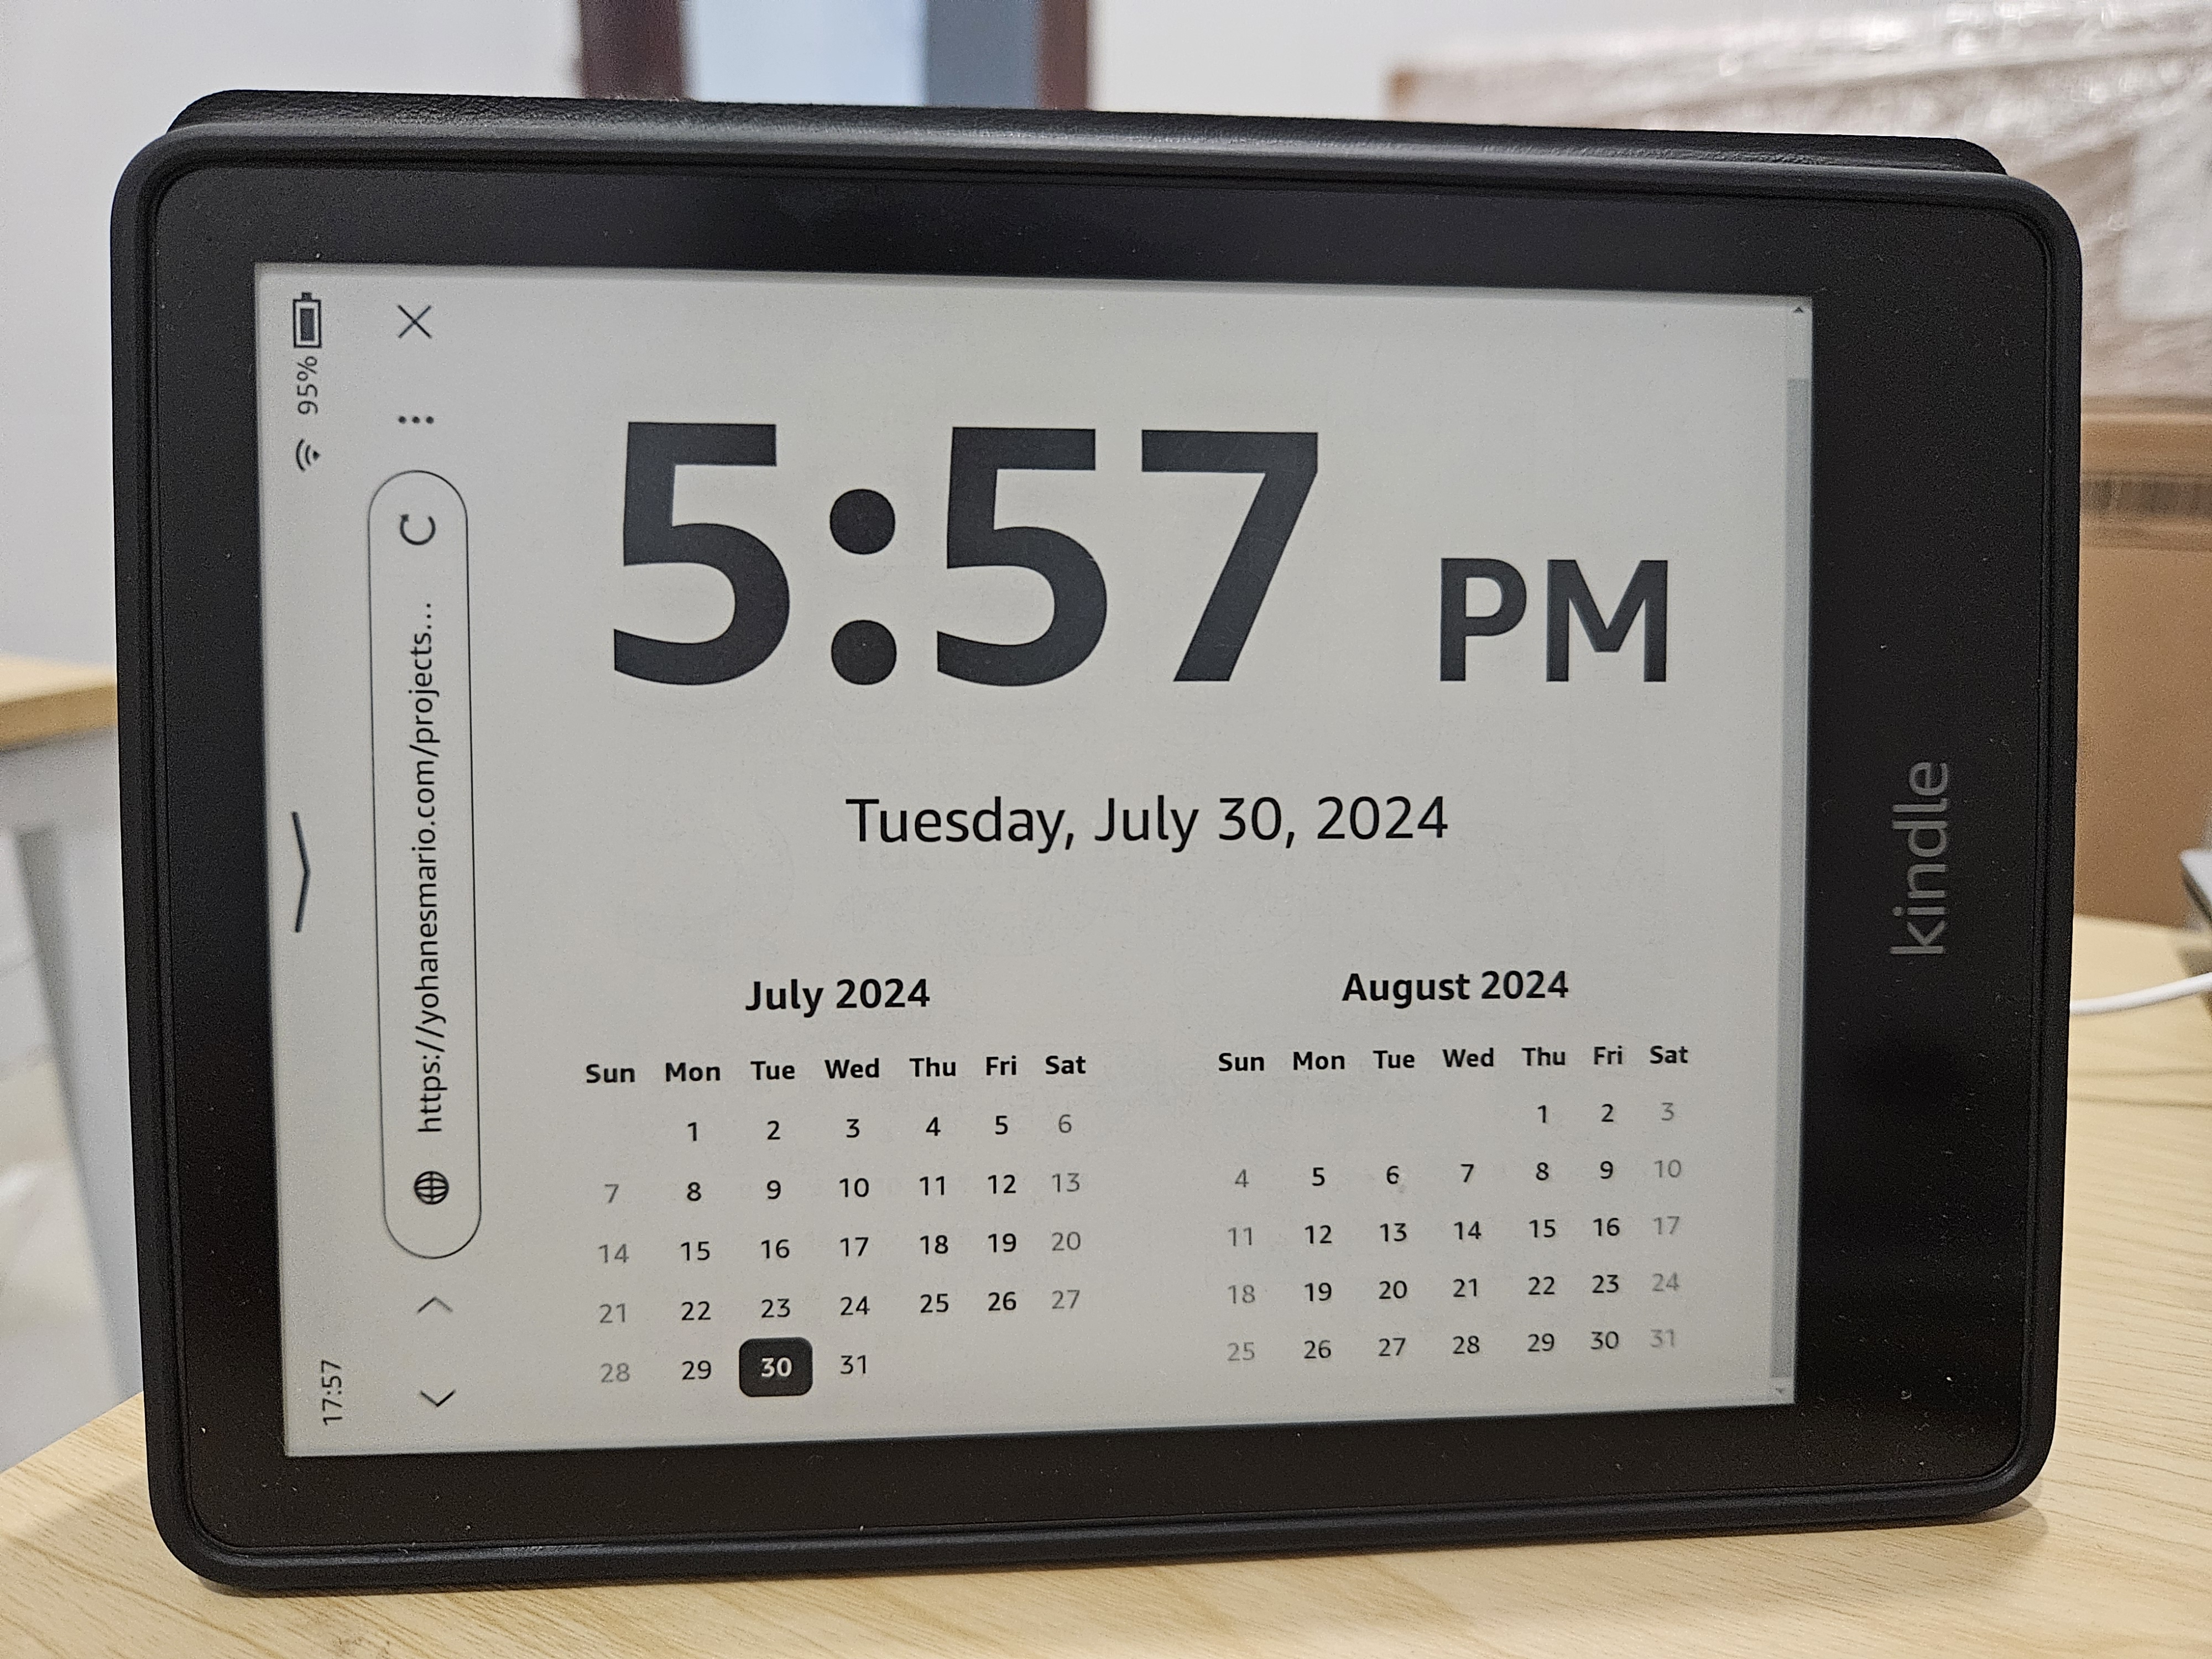 95%
https://yohanesmario.com/projects...
17:57
5:57 PM
Tuesday, July 30, 2024
July 2024
Sun Mon Tue Wed Thu Fri Sat
1 2 3 4 5 6
7 8 9 10 11 12 13
14 15 16 17 18 19 20
21 22 23 24 25 26 27
28 29 30 31
August 2024
Sun Mon Tue Wed Thu Fri Sat
1 2 3
4 5 6 7 8 9 10
11 12 13 14 15 16 17
18 19 20 21 22 23 24
25 26 27 28 29 30 31
kindle